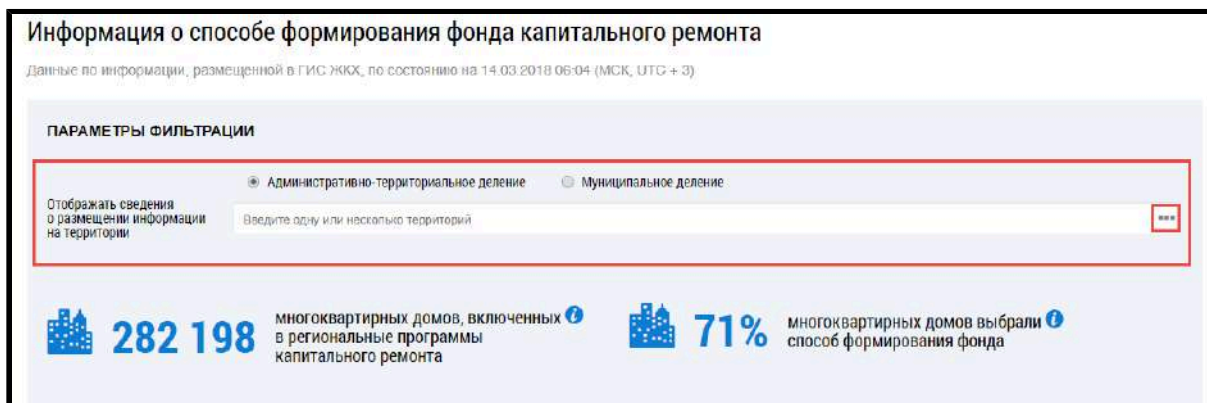 Информация о способе формирования фонда капитального ремонта
Данные по информации, размещенной в ГИС ЖКХ, по состоянию на 14.03.2018 06:04 (МСК, UTC + 3)
ПАРАМЕТРЫ ФИЛЬТРАЦИИ
Административно-территориальное деление Муниципальное деление
Отображать сведения
о размещении информации
на территории
Введите одну или несколько территорий
282 198
многоквартирных домов, включенных
в региональные программы
капитального ремонта
71%
многоквартирных домов выбрали
способ формирования фонда